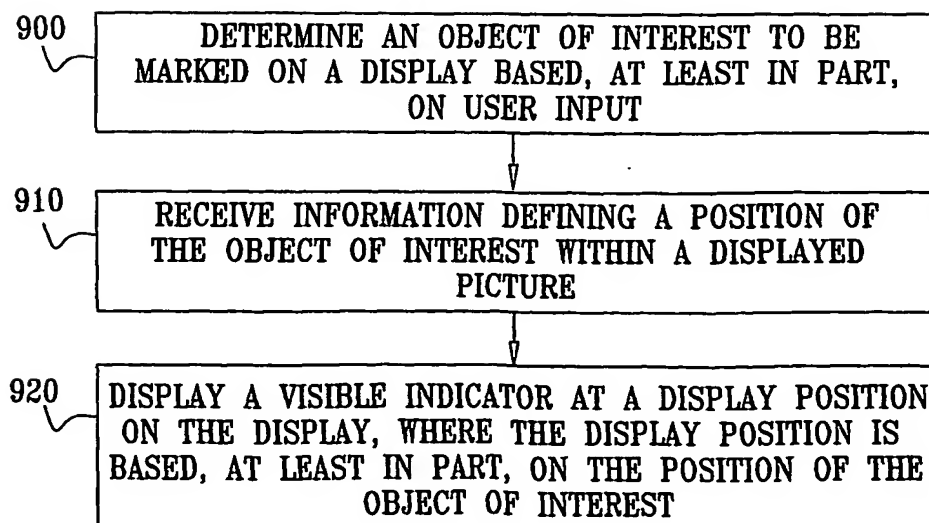 900
DETERMINE AN OBJECT OF INTEREST TO BE
MARKED ON A DISPLAY BASED, AT LEAST IN PART,
ON USER INPUT
910
RECEIVE INFORMATION DEFINING A POSITION OF
THE OBJECT OF INTEREST WITHIN A DISPLAYED
PICTURE
920
DISPLAY A VISIBLE INDICATOR AT A DISPLAY POSITION
ON THE DISPLAY, WHERE THE DISPLAY POSITION IS
BASED, AT LEAST IN PART, ON THE POSITION OF THE
OBJECT OF INTEREST